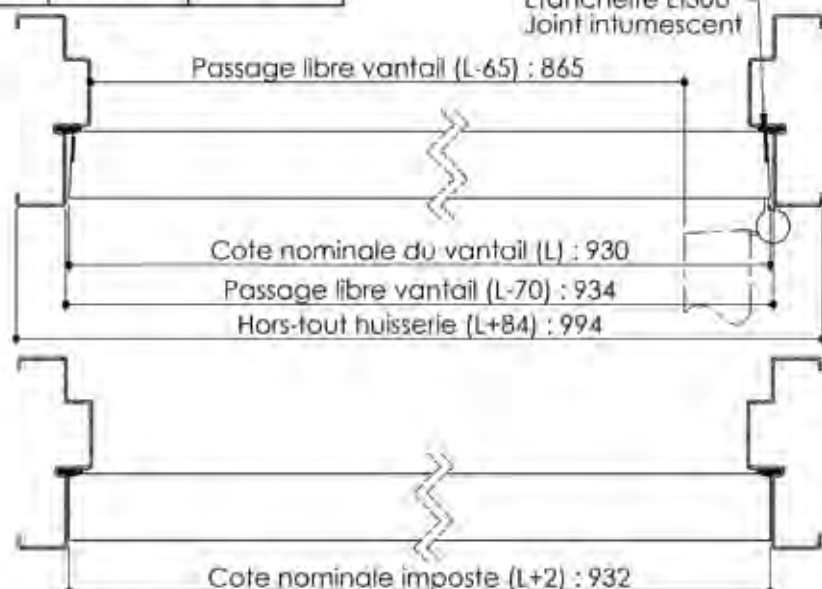 Joint intumescent
Passage libre vantail (L-65) : 865
Cote nominale du vantail (L) : 930
Passage libre vantail (L-70) : 934
Hors-tout huisserie (L+84) : 994
Cote nominale imposte (L+2) : 932